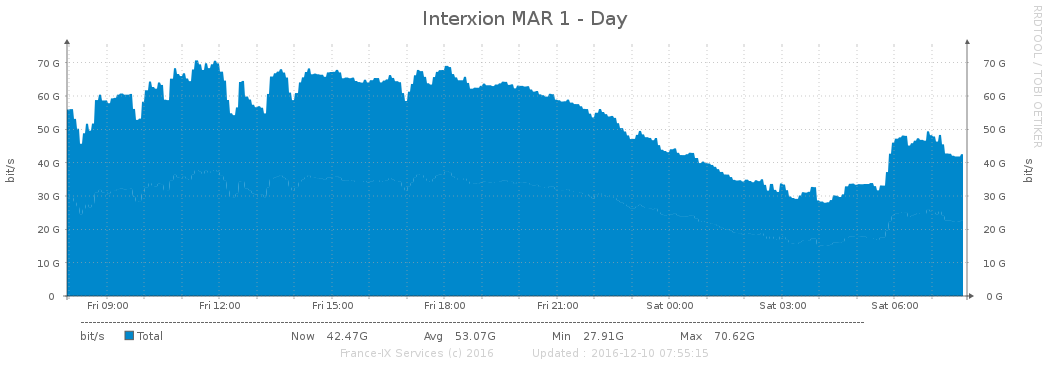 Interxion MAR 1 - Day
RRDTOOL / TOBI OETIKER
bit/s
70 G 70 G
60 G 60 G
50 G 50 G
40 G 40 G
30 G 30 G
20 G 20 G
10 G 10 G
0 0 G
bit/s
Fri 09:00 Fri 12:00 Fri 15:00 Fri 18:00 Fri 21:00 Sat 00:00 Sat 03:00 Sat 06:00
bit/s Total Now 42.47G Avg 53.07G Min 27.91G Max 70.62G
France-IX Services (c) 2016 Updated : 2016-12-10 07:55:15